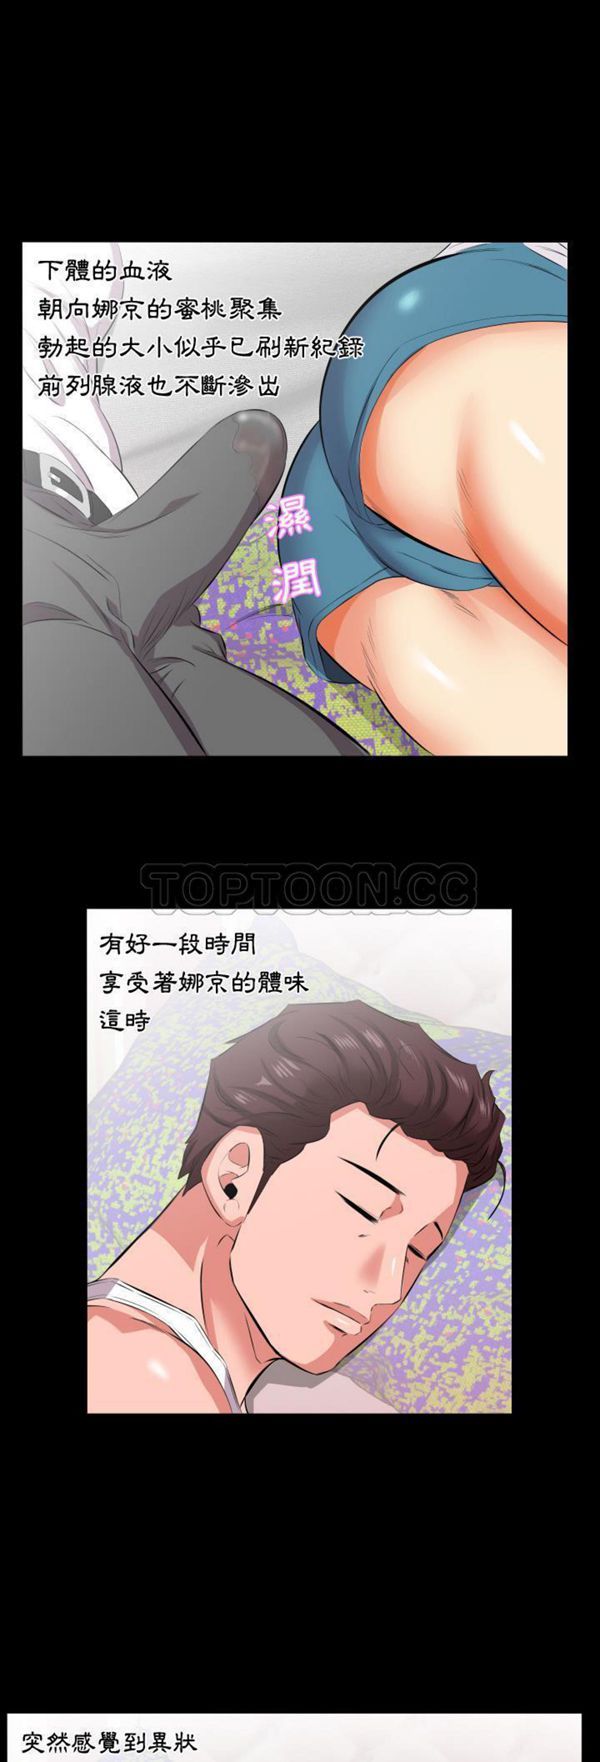 下體的血液
朝向娜京的蜜桃聚集
勃起的大小似乎已刷新紀錄
前列腺液也不斷滲出
濕
潤
TOPTOON.CC
有好一段時間
享受著娜京的體味
這時
突然感覺到異狀